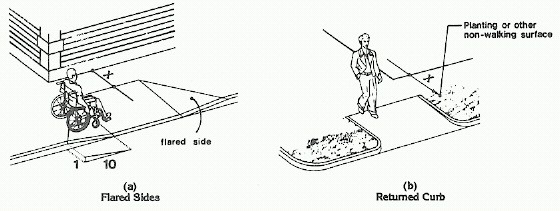 X
flared side
1 10
(a)
Flared Sides
Planting or other
non-walking surface
X
(b)
Returned Curb